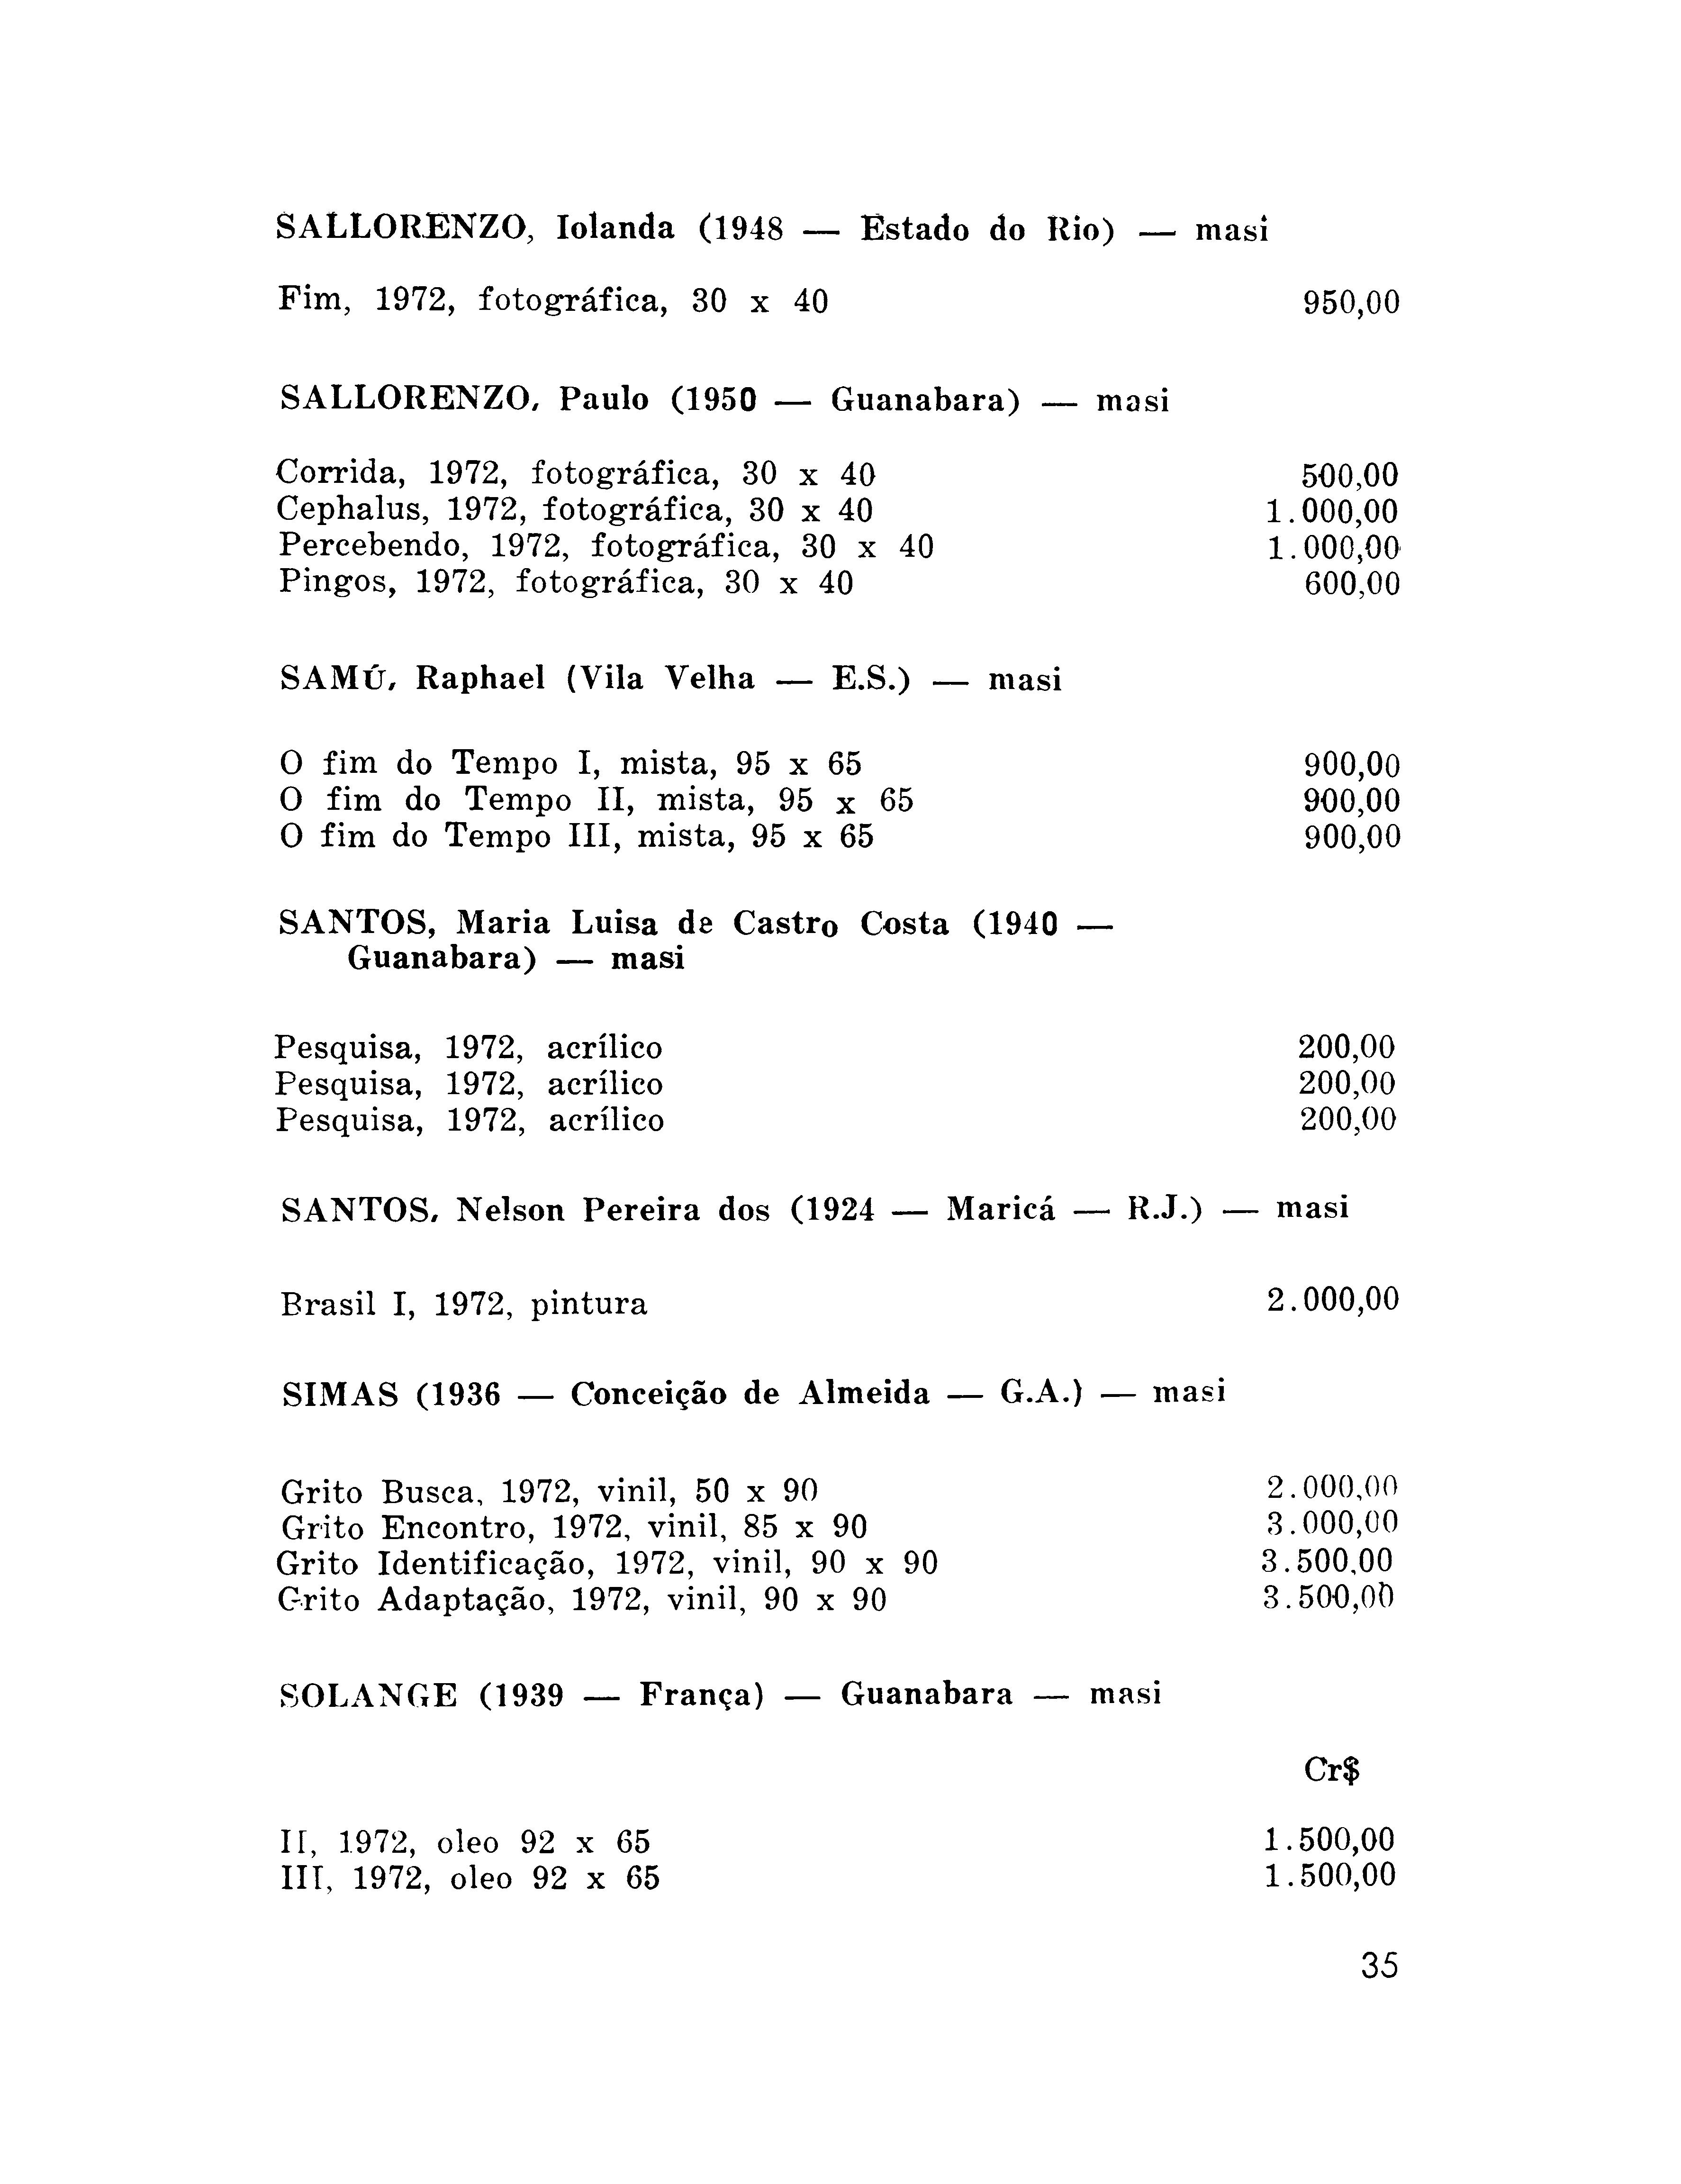 SALLORENZO, Iolanda (1948 — Estado do Rio) — masi
Fim, 1972, fotográfica, 30 x 40 950,00
SALLORENZO, Paulo (1950 — Guanabara) — masi
Corrida, 1972, fotográfica, 30 x 40 500,00
Cephalus, 1972, fotográfica, 30 x 40 1.000,00
Percebendo, 1972, fotográfica, 30 x 40 1.000,00
Pingos, 1972, fotográfica, 30 x 40 600,00
SAMÚ, Raphael (Vila Velha — E.S.) — masi
O fim do Tempo I, mista, 95 x 65 900,00
O fim do Tempo II, mista, 95 x 65 900,00
O fim do Tempo III, mista, 95 x 65 900,00
SANTOS, Maria Luisa de Castro Costa (1940 —
Guanabara) — masi
Pesquisa, 1972, acrílico 200,00
Pesquisa, 1972, acrílico 200,00
Pesquisa, 1972, acrílico 200,00
SANTOS, Nelson Pereira dos (1924 — Maricá — R.J.) — masi
Brasil I, 1972, pintura 2.000,00
SIMAS (1936 — Conceição de Almeida — G.A.) — masi
Grito Busca, 1972, vinil, 50 x 90 2.000,00
Grito Encontro, 1972, vinil, 85 x 90 3.000,00
Grito Identificação, 1972, vinil, 90 x 90 3.500,00
Grito Adaptação, 1972, vinil, 90 x 90 3.500,00
SOLANGE (1939 — França) — Guanabara — masi
Cr$
II, 1972, oleo 92 x 65 1.500,00
III, 1972, oleo 92 x 65 1.500,00
35